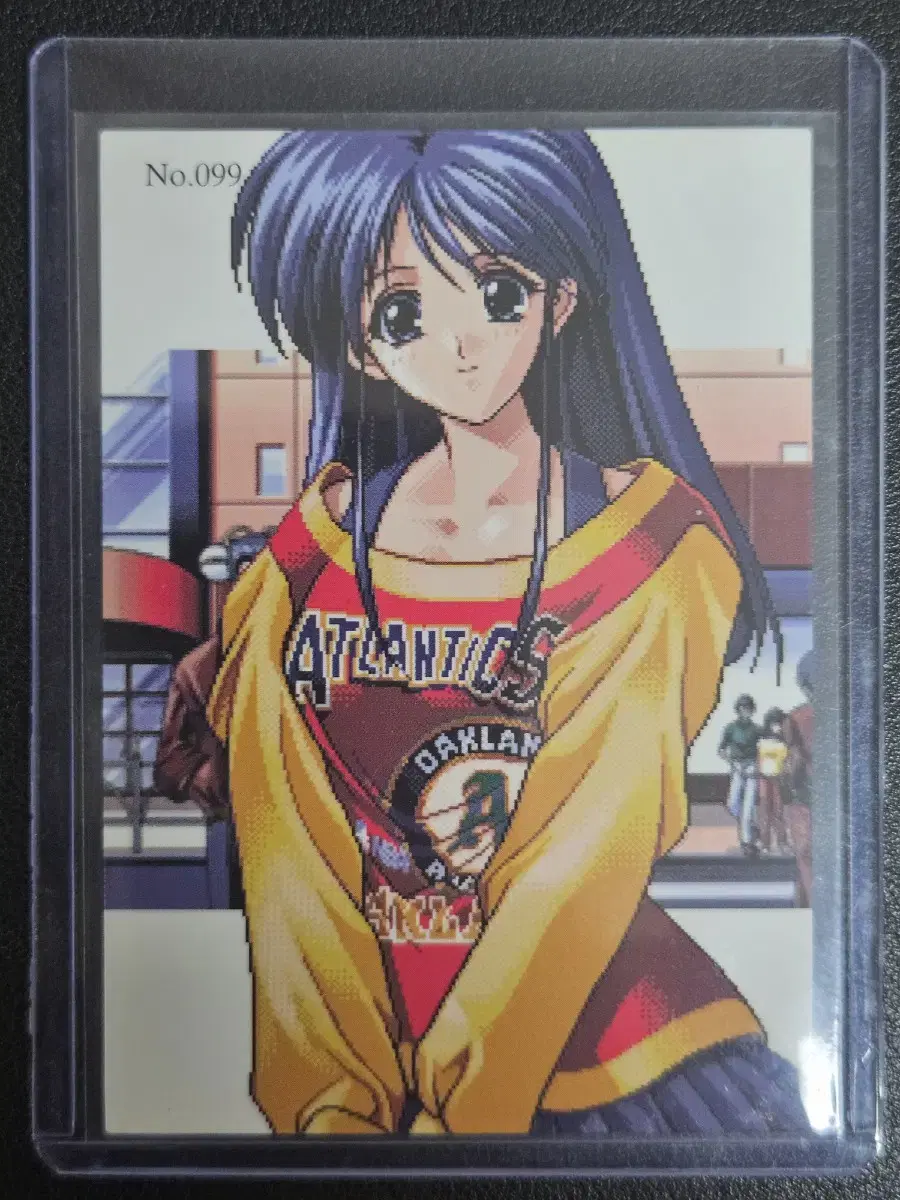 No.099
ATLANTICS
OAKLAN
A